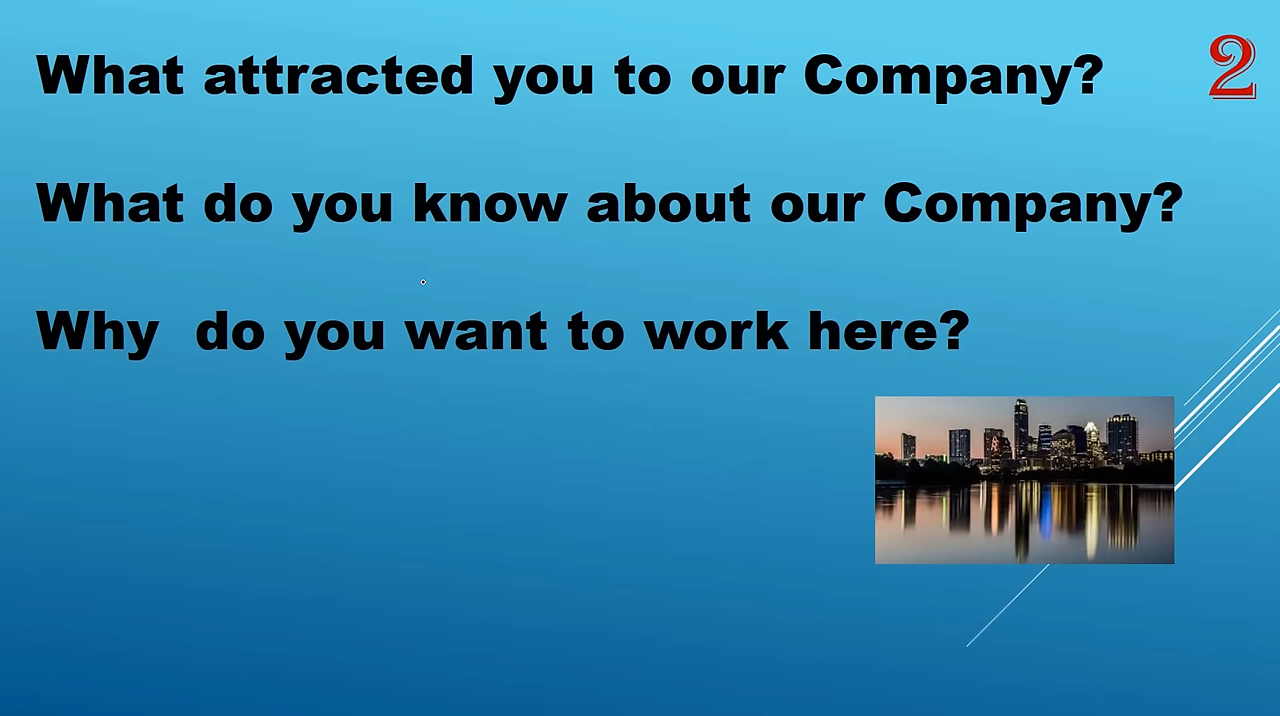 What attracted you to our Company?
2
What do you know about our Company?
Why  do you want to work here?